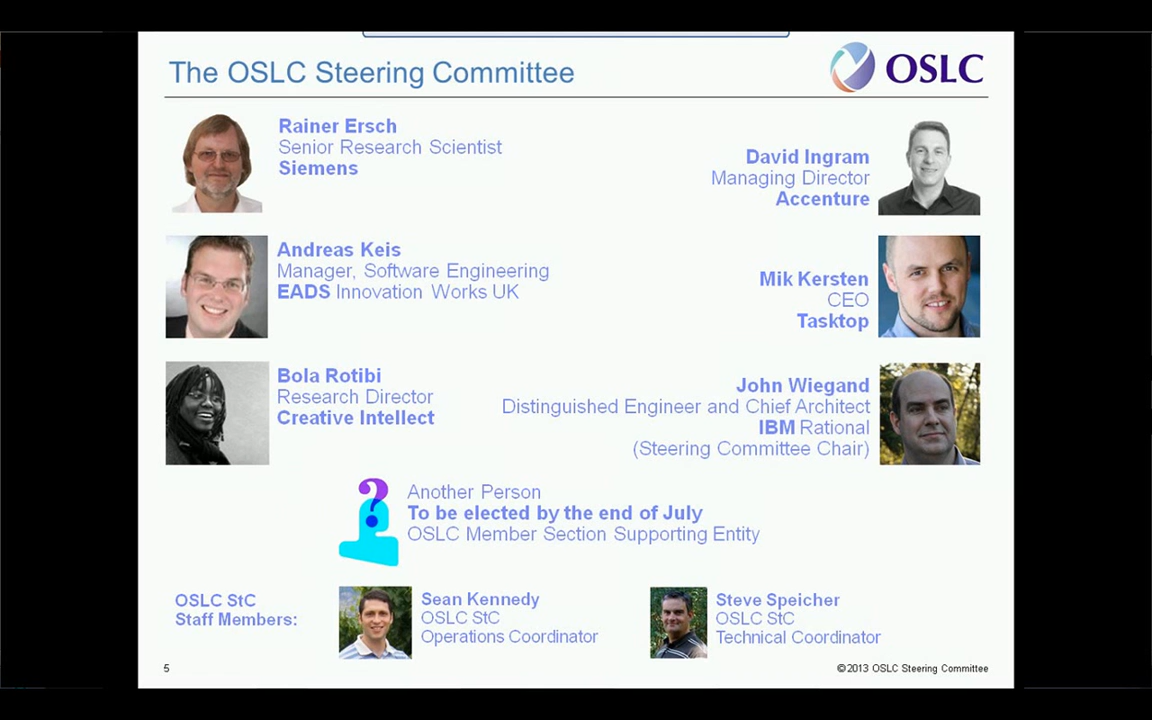 The OSLC Steering Committee
OSLC
Rainer Ersch
Senior Research Scientist
Siemens
David Ingram
Managing Director
Accenture
Andreas Keis
Manager, Software Engineering
EADS Innovation Works UK
Mik Kersten
CEO
Tasktop
Bola Rotibi
Research Director
Creative Intellect
John Wiegand
Distinguished Engineer and Chief Architect
IBM Rational
(Steering Committee Chair)
?
Another Person
To be elected by the end of July
OSLC Member Section Supporting Entity
OSLC StC
Staff Members:
Sean Kennedy
OSLC StC
Operations Coordinator
Steve Speicher
OSLC StC
Technical Coordinator
5
©2013 OSLC Steering Committee